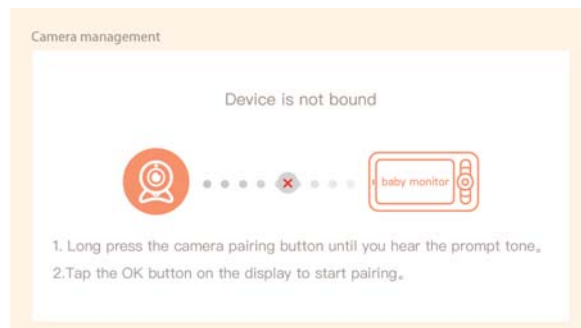 Camera management
Device is not bound
baby monitor
1. Long press the camera pairing button until you hear the prompt tone。
2.Tap the OK button on the display to start pairing。